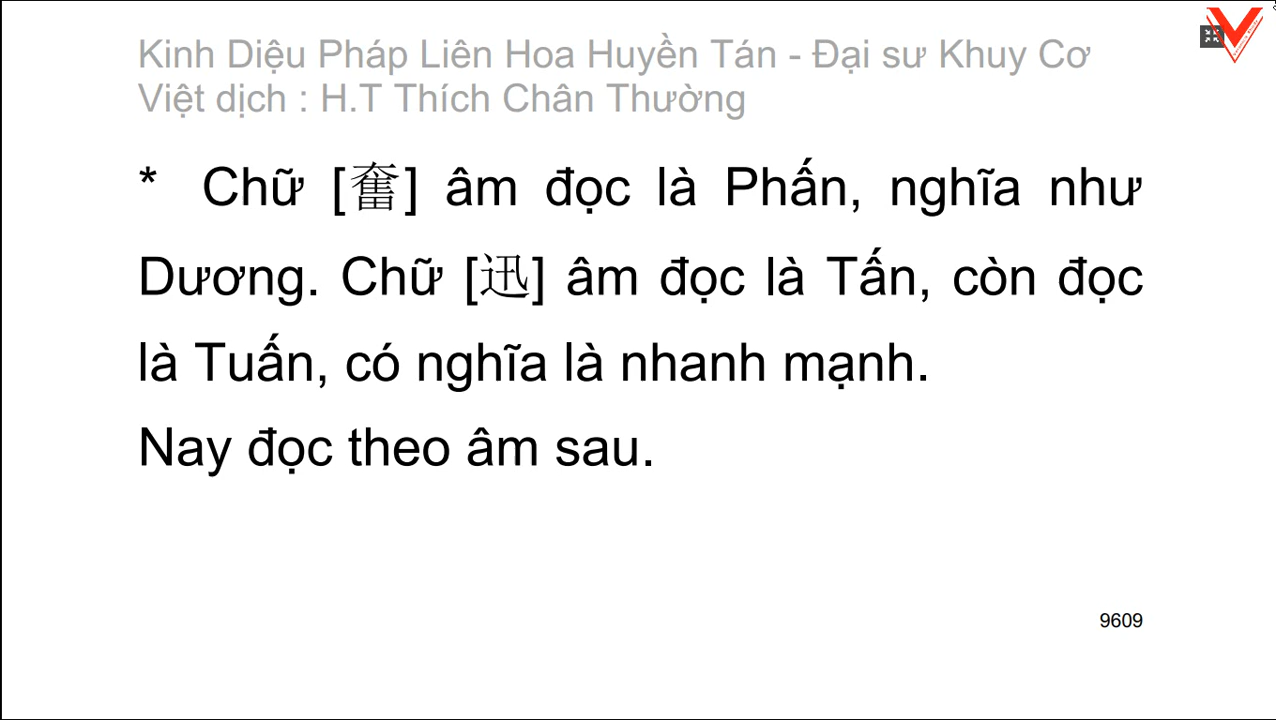 Kinh Diệu Pháp Liên Hoa Huyền Tán - Đại sư Khuy Cơ
Việt dịch : H.T Thích Chân Thường
* Chữ [奮] âm đọc là Phấn, nghĩa như
Dương. Chữ [迅] âm đọc là Tấn, còn đọc
là Tuấn, có nghĩa là nhanh mạnh.
Nay đọc theo âm sau.
9609